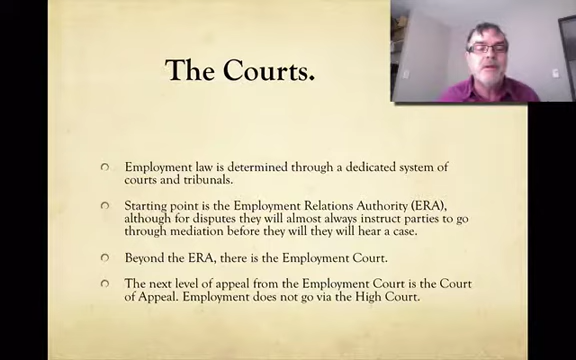 The Courts.
Employment law is determined through a dedicated system of
courts and tribunals.
Starting point is the Employment Relations Authority (ERA),
although for disputes they will almost always instruct parties to go
through mediation before they will they will hear a case.
Beyond the ERA, there is the Employment Court.
The next level of appeal from the Employment Court is the Court
of Appeal. Employment does not go via the High Court.